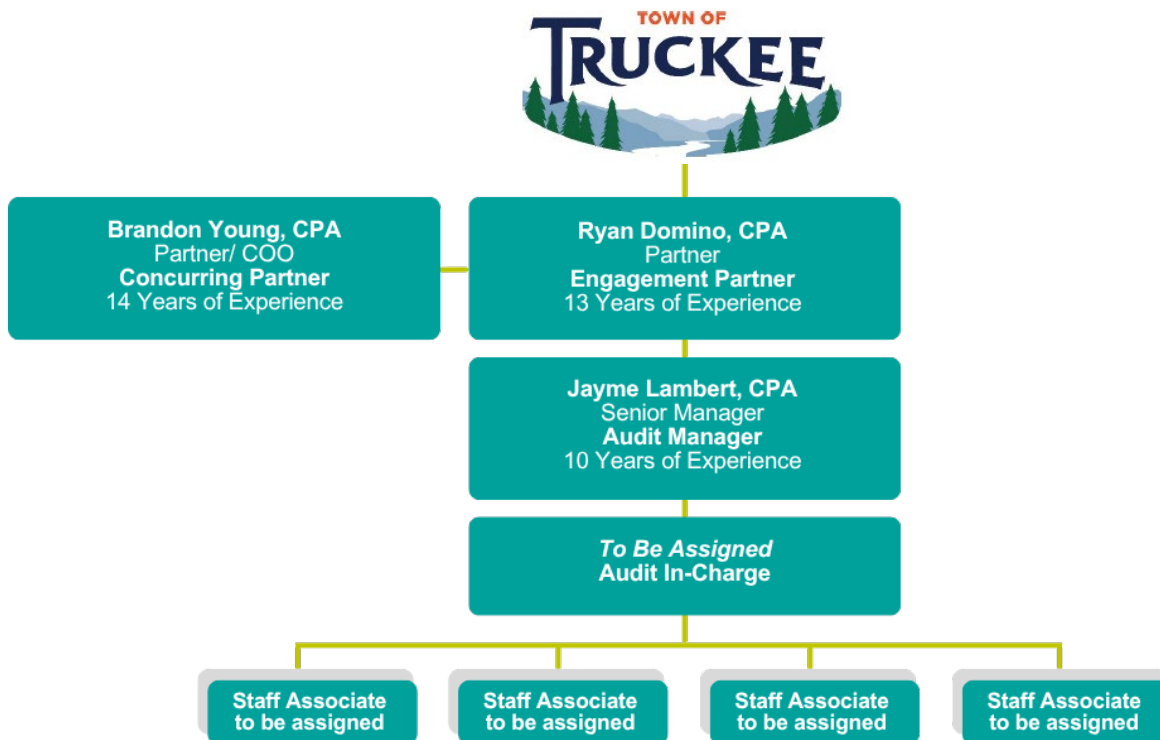 TOWN OF
TRUCKEE
Brandon Young, CPA
Partner/ COO
Concurring Partner
14 Years of Experience
Ryan Domino, CPA
Partner
Engagement Partner
13 Years of Experience
Jayme Lambert, CPA
Senior Manager
Audit Manager
10 Years of Experience
To Be Assigned
Audit In-Charge
Staff Associate
to be assigned
Staff Associate
to be assigned
Staff Associate
to be assigned
Staff Associate
to be assigned